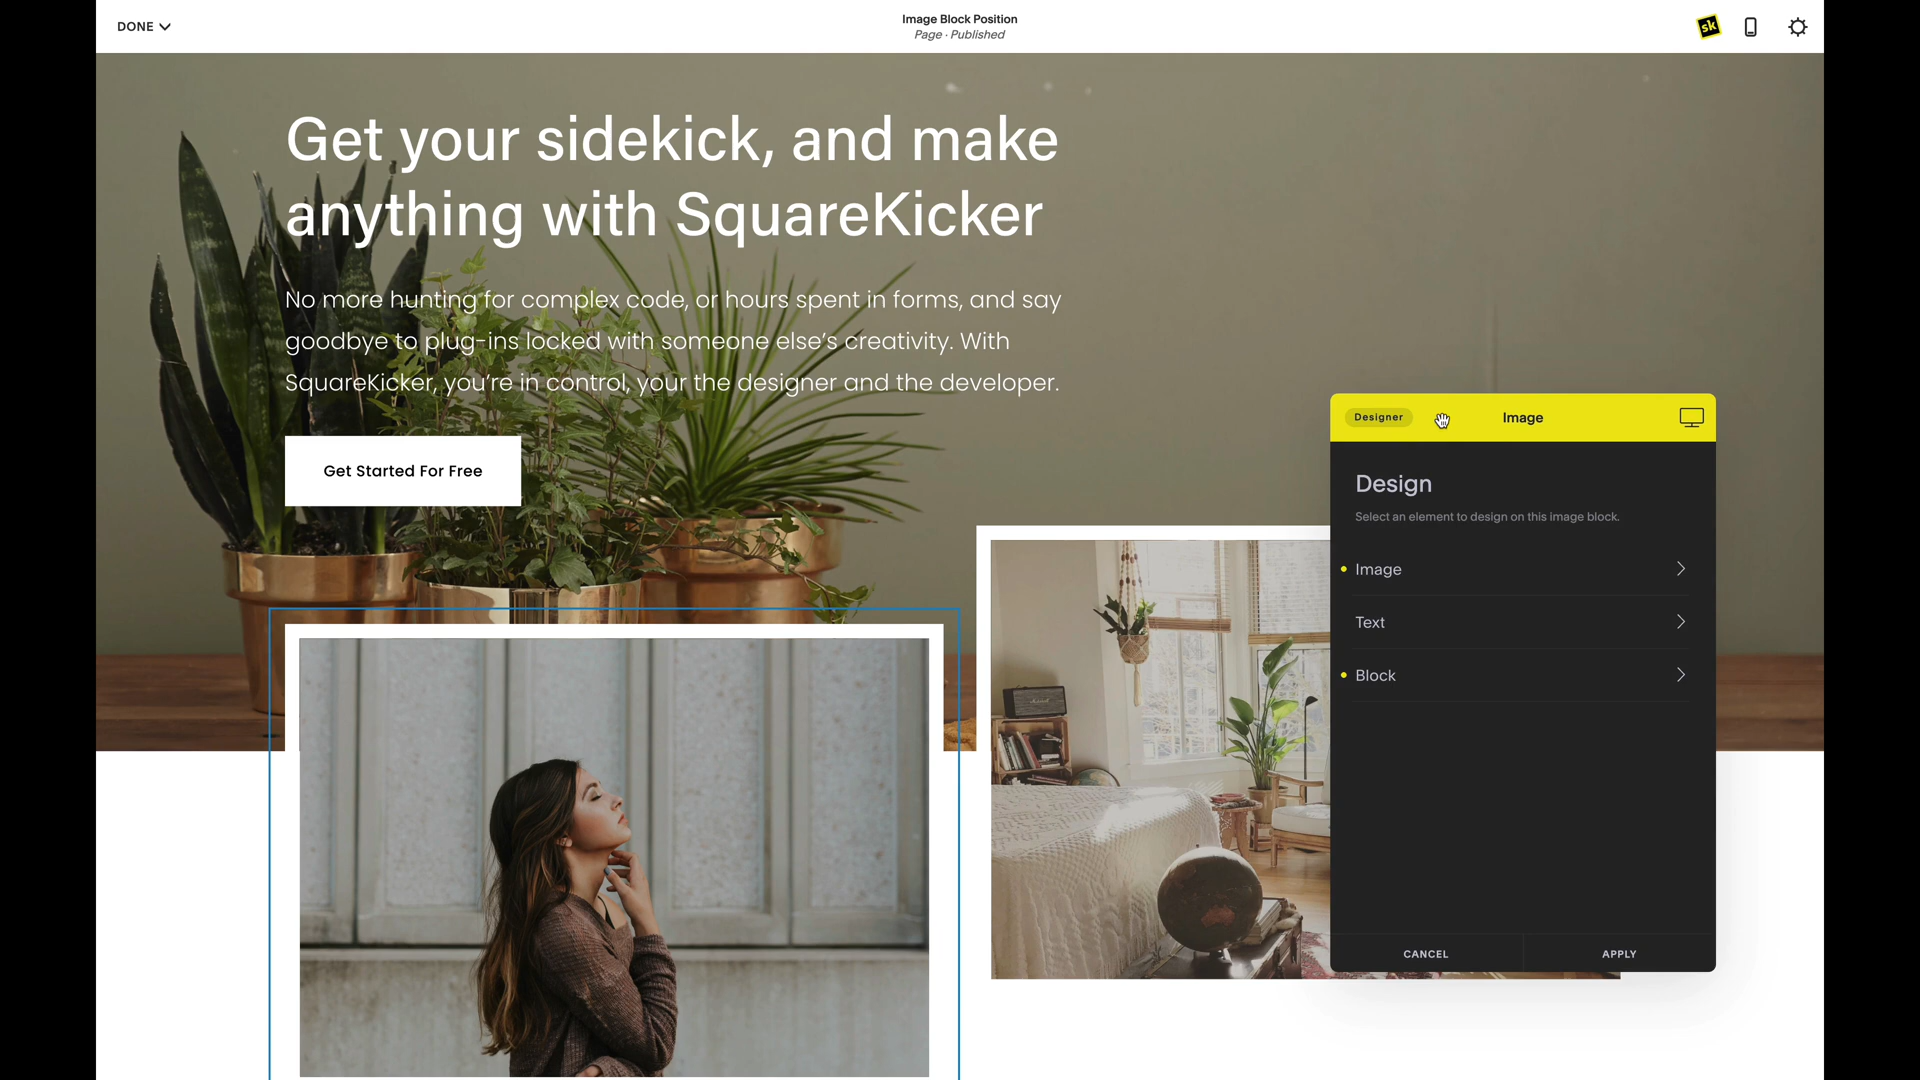 DONE
Image Block Position
Page · Published
sk
Get your sidekick, and make
anything with SquareKicker
No more hunting for complex code, or hours spent in forms, and say
goodbye to plug-ins locked with someone else’s creativity. With
SquareKicker, you’re in control, your the designer and the developer.
Get Started For Free
Designer
Image
Design
Select an element to design on this image block.
Image
Text
Block
CANCEL
APPLY